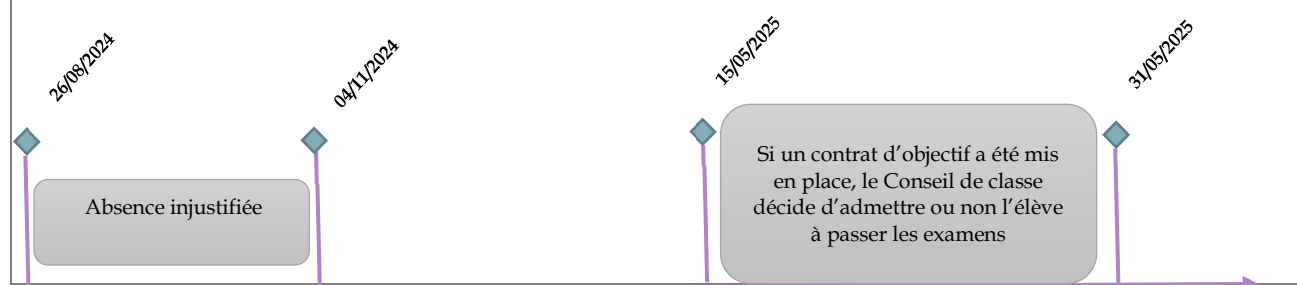 26/08/2024
04/11/2024
15/05/2025
31/05/2025
Absence injustifiée
Si un contrat d’objectif a été mis
en place, le Conseil de classe
décide d’admettre ou non l’élève
à passer les examens